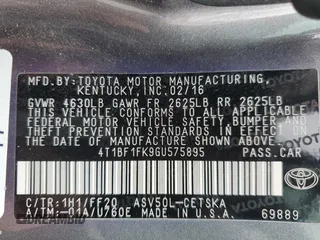 MFD.BY:TOYOTA MOTOR MANUFACTURING,
KENTUCKY, INC.02/16
GVWR 4630LB GAWR FR 2625LB RR 2625LB
THIS VEHICLE CONFORMS TO ALL APPLICABLE
FEDERAL MOTOR VEHICLE SAFETY, BUMPER, AND
THEFT PREVENTION STANDARDS IN EFFECT ON
THE DATE OF MANUFACTURE SHOWN ABOVE.
4T1BF1FK9GU575895 PASS.CAR
C/TR:1H1/FF20 ASV50L-CETSKA
A/TM:-01A/U760E MADE IN U.S.A.
TOYOTA
69889